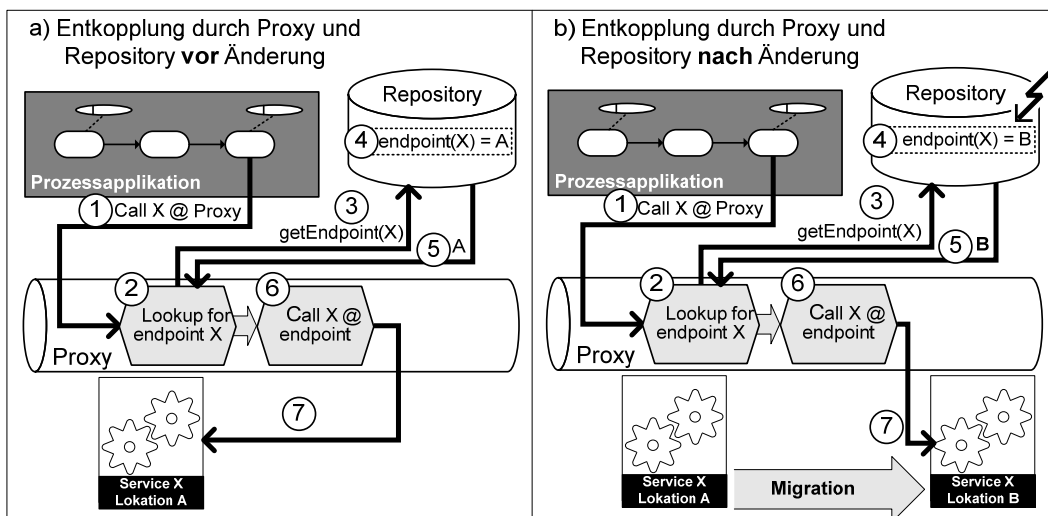 a) Entkopplung durch Proxy und
Repository vor Änderung
Repository
4
endpoint(X) = A
Prozessapplikation
1
Call X @ Proxy
3
getEndpoint(X)
5
A
2
6
Lookup for
endpoint X
Call X @
endpoint
Proxy
7
Service X
Lokation A
b) Entkopplung durch Proxy und
Repository nach Änderung
Repository
4
endpoint(X) = B
Prozessapplikation
1
Call X @ Proxy
3
getEndpoint(X)
5
B
2
6
Lookup for
endpoint X
Call X @
endpoint
Proxy
7
Service X
Lokation A
Migration
Service X
Lokation B